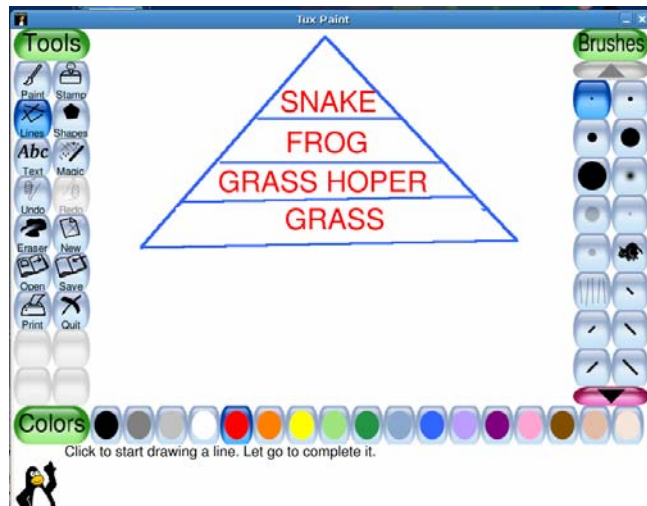 Tux Paint
Tools
Brushes
Paint Stamp
Lines Shapes
Abc
Text Magic
Undo Redo
Eraser New
Open Save
Print Quit
SNAKE
FROG
GRASS HOPER
GRASS
Colors
Click to start drawing a line. Let go to complete it.